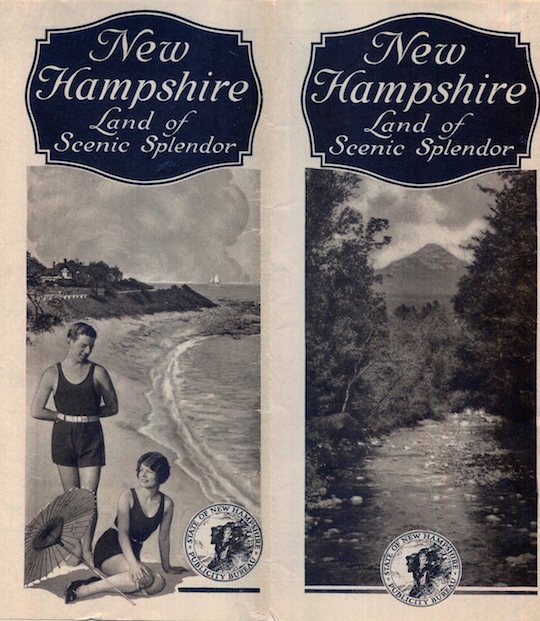 New
Hampshire
Land of
Scenic Splendor
STATE OF NEW HAMPSHIRE
PUBLICITY BUREAU
New
Hampshire
Land of
Scenic Splendor
STATE OF NEW HAMPSHIRE
PUBLICITY BUREAU